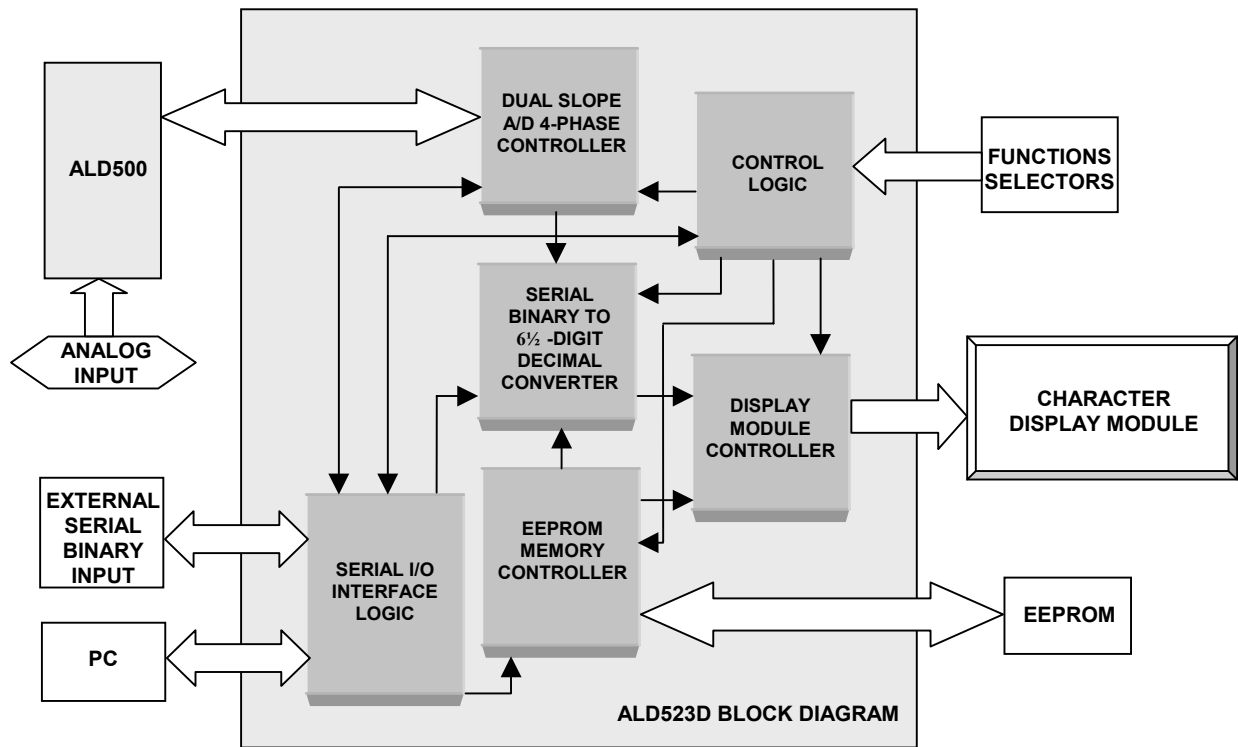 DUAL SLOPE
A/D 4-PHASE
CONTROLLER
ALD500
CONTROL
LOGIC
FUNCTIONS
SELECTORS
SERIAL
BINARY TO
6½ -DIGIT
DECIMAL
CONVERTER
ANALOG
INPUT
DISPLAY
MODULE
CONTROLLER
CHARACTER
DISPLAY MODULE
EXTERNAL
SERIAL
BINARY
INPUT
SERIAL I/O
INTERFACE
LOGIC
EEPROM
MEMORY
CONTROLLER
EEPROM
PC
ALD523D BLOCK DIAGRAM